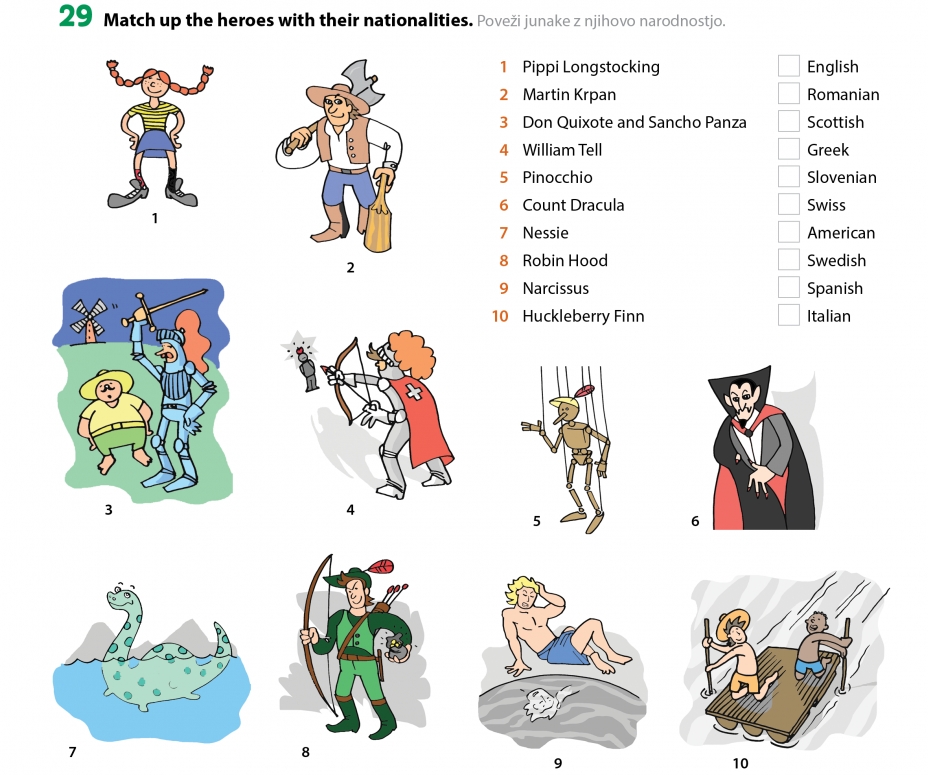 29 Match up the heroes with their nationalities. Poveži junake z njihovo narodnostjo.
1 Pippi Longstocking
2 Martin Krpan
3 Don Quixote and Sancho Panza
4 William Tell
5 Pinocchio
6 Count Dracula
7 Nessie
8 Robin Hood
9 Narcissus
10 Huckleberry Finn
English
Romanian
Scottish
Greek
Slovenian
Swiss
American
Swedish
Spanish
Italian
1
2
3
4
5
6
7
8
9
10